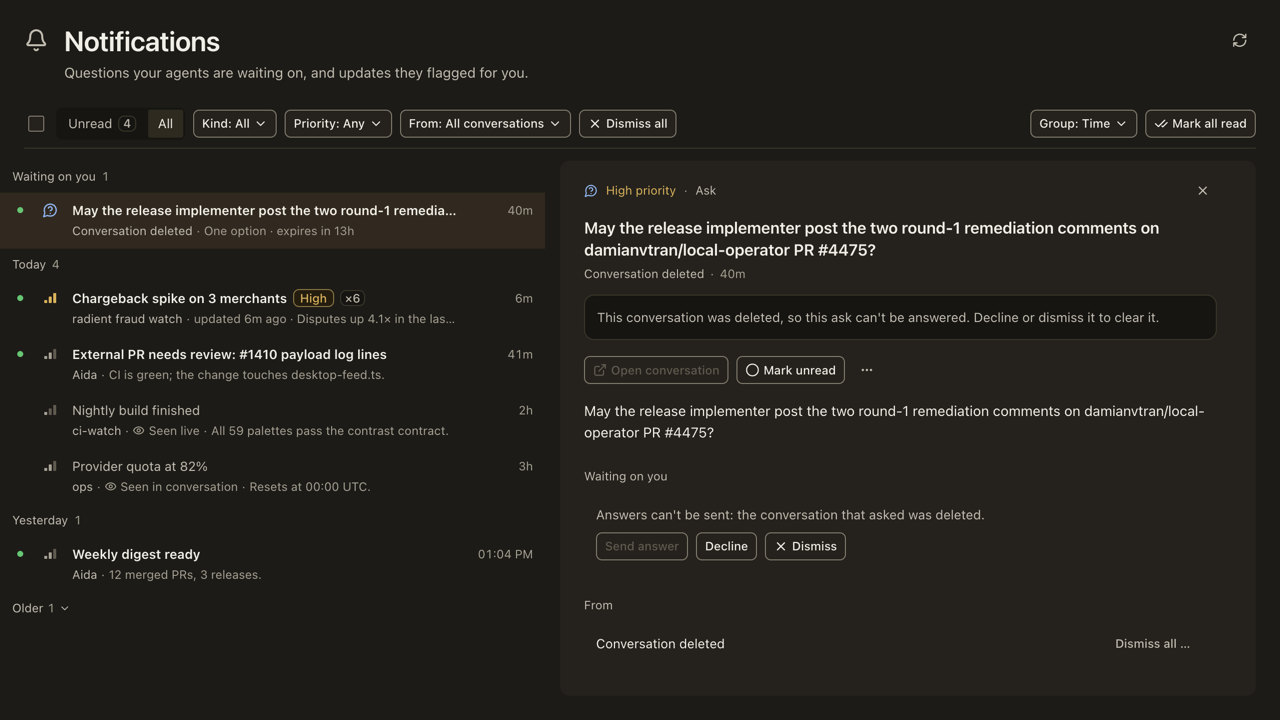 Notifications
Questions your agents are waiting on, and updates they flagged for you.
Unread 4 All Kind: All Priority: Any From: All conversations Dismiss all Group: Time Mark all read
Waiting on you 1
May the release implementer post the two round-1 remedia... 40m
Conversation deleted · One option · expires in 13h
Today 4
Chargeback spike on 3 merchants High ×6 6m
radient fraud watch · updated 6m ago · Disputes up 4.1× in the las...
External PR needs review: #1410 payload log lines 41m
Aida · CI is green; the change touches desktop-feed.ts.
Nightly build finished 2h
ci-watch · Seen live · All 59 palettes pass the contrast contract.
Provider quota at 82% 3h
ops · Seen in conversation · Resets at 00:00 UTC.
Yesterday 1
Weekly digest ready 01:04 PM
Aida · 12 merged PRs, 3 releases.
Older 1
High priority · Ask
May the release implementer post the two round-1 remediation comments on
damianvtran/local-operator PR #4475?
Conversation deleted · 40m
This conversation was deleted, so this ask can't be answered. Decline or dismiss it to clear it.
Open conversation Mark unread ...
May the release implementer post the two round-1 remediation comments on damianvtran/local-
operator PR #4475?
Waiting on you
Answers can't be sent: the conversation that asked was deleted.
Send answer Decline Dismiss
From
Conversation deleted Dismiss all ...